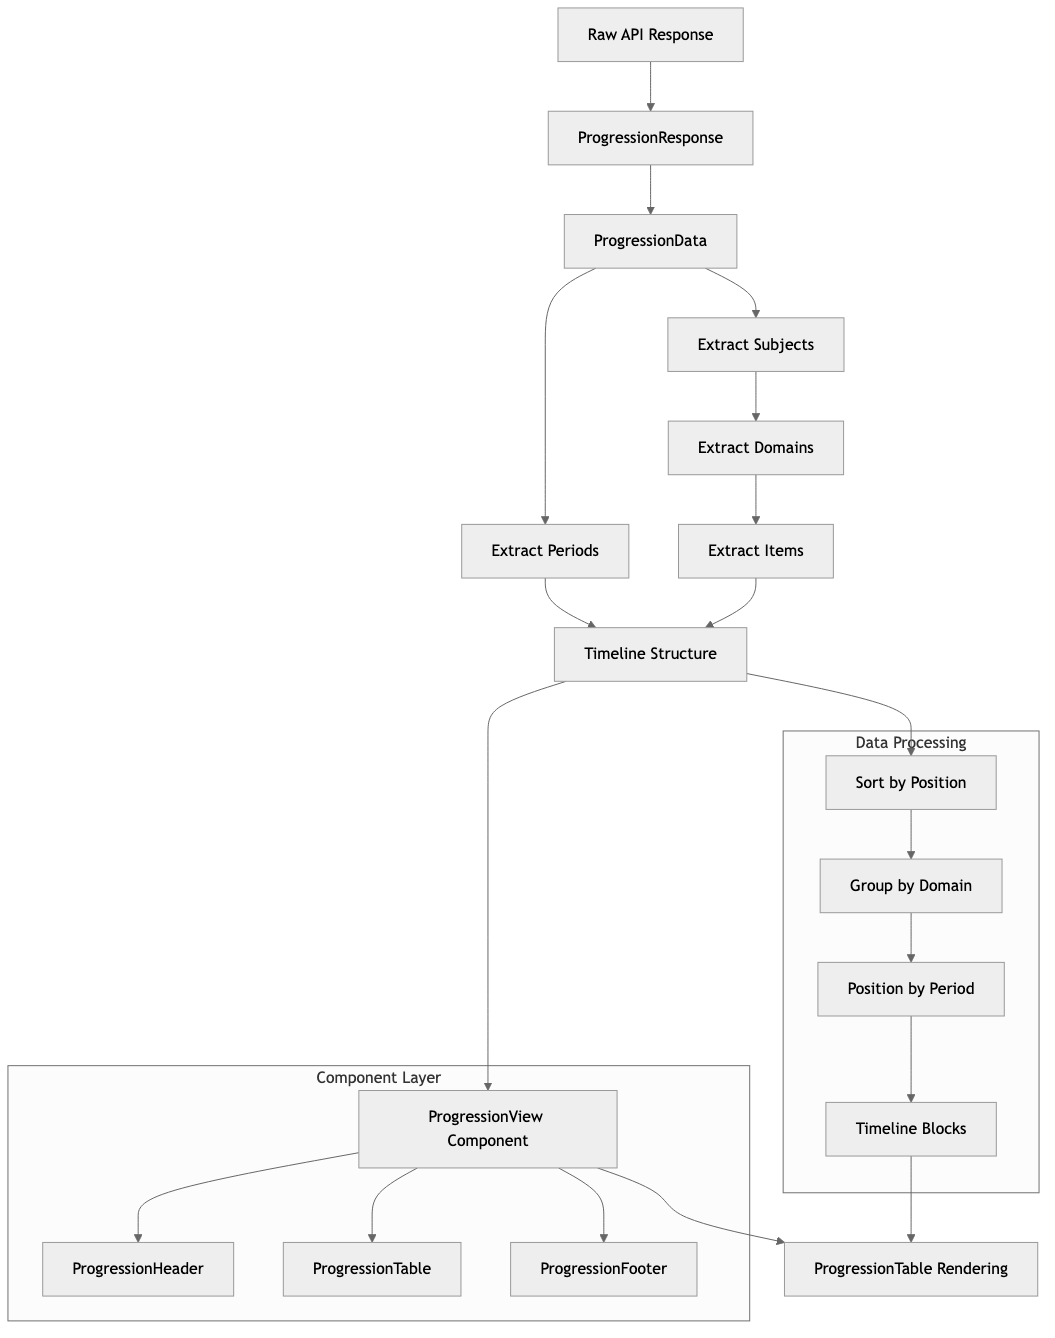 Raw API Response
ProgressionResponse
ProgressionData
Extract Subjects
Extract Domains
Extract Periods
Extract Items
Timeline Structure
Data Processing
Sort by Position
Group by Domain
Position by Period
Timeline Blocks
Component Layer
ProgressionView
Component
ProgressionHeader
ProgressionTable
ProgressionFooter
ProgressionTable Rendering